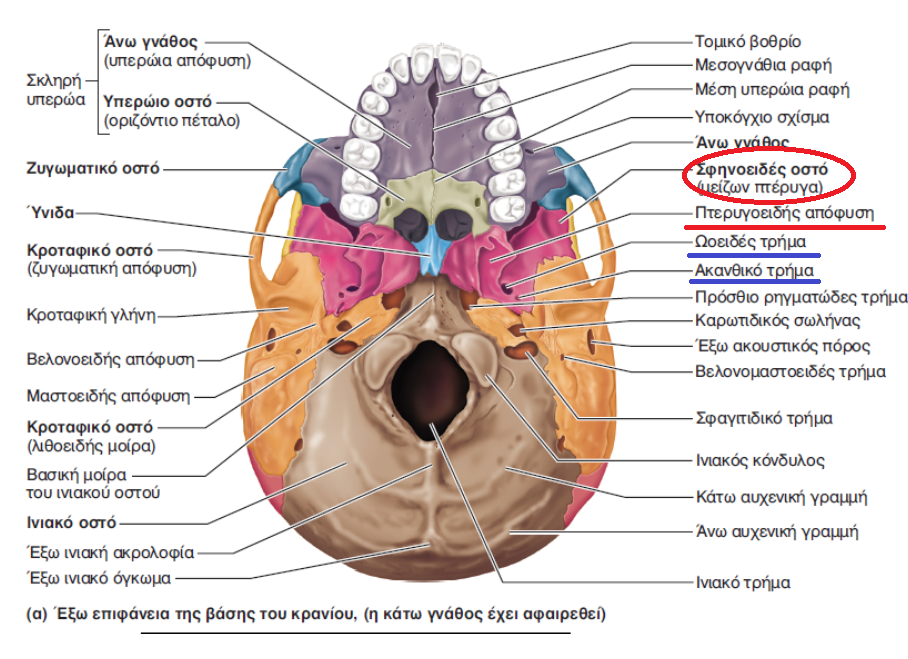 Σκληρή
υπερώα
Άνω γνάθος
(υπερώια απόφυση)
Υπερώιο οστό
(οριζόντιο πέταλο)
Ζυγωματικό οστό
Ύνιδα
Κροταφικό οστό
(ζυγωματική απόφυση)
Κροταφική γλήνη
Βελονοειδής απόφυση
Μαστοειδής απόφυση
Κροταφικό οστό
(λιθοειδής μοίρα)
Βασική μοίρα
του ινιακού οστού
Ινιακό οστό
Έξω ινιακή ακρολοφία
Έξω ινιακό όγκωμα
Τομικό βοθρίο
Μεσογνάθια ραφή
Μέση υπερώια ραφή
Υποκόγχιο σχίσμα
Άνω γνάθος
Σφηνοειδές οστό
(μείζων πτέρυγα)
Πτερυγοειδής απόφυση
Ωοειδές τρήμα
Ακανθικό τρήμα
Πρόσθιο ρηγματώδες τρήμα
Καρωτιδικός σωλήνας
Έξω ακουστικός πόρος
Βελονομαστοειδές τρήμα
Σφαγιτιδικό τρήμα
Ινιακός κόνδυλος
Κάτω αυχενική γραμμή
Άνω αυχενική γραμμή
Ινιακό τρήμα
(α) Έξω επιφάνεια της βάσης του κρανίου, (η κάτω γνάθος έχει αφαιρεθεί)